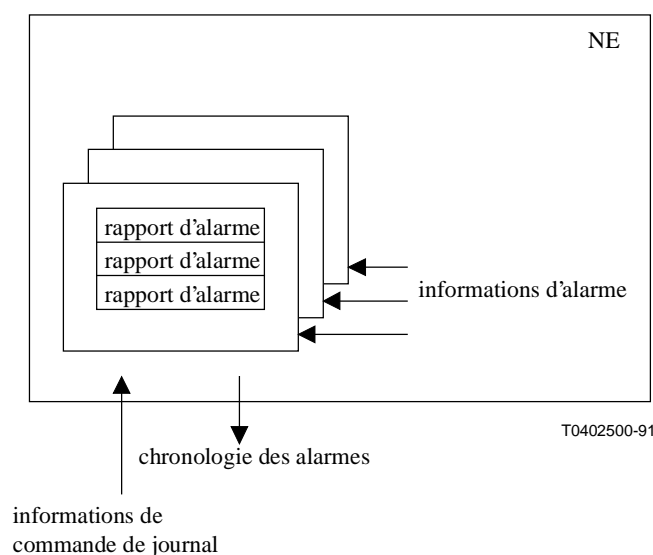 NE
rapport d'alarme
rapport d'alarme
rapport d'alarme
informations d'alarme
T0402500-91
chronologie des alarmes
informations de
commande de journal